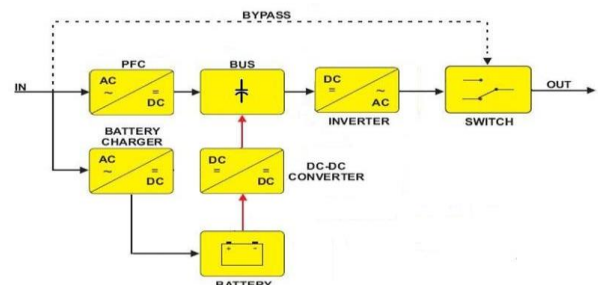 BYPASS
PFC
BUS
IN
AC
~
=
DC
DC
=
~
AC
INVERTER
SWITCH
OUT
BATTERY
CHARGER
AC
~
=
DC
DC
=
=
DC
DC-DC
CONVERTER
+ -
BATTERY